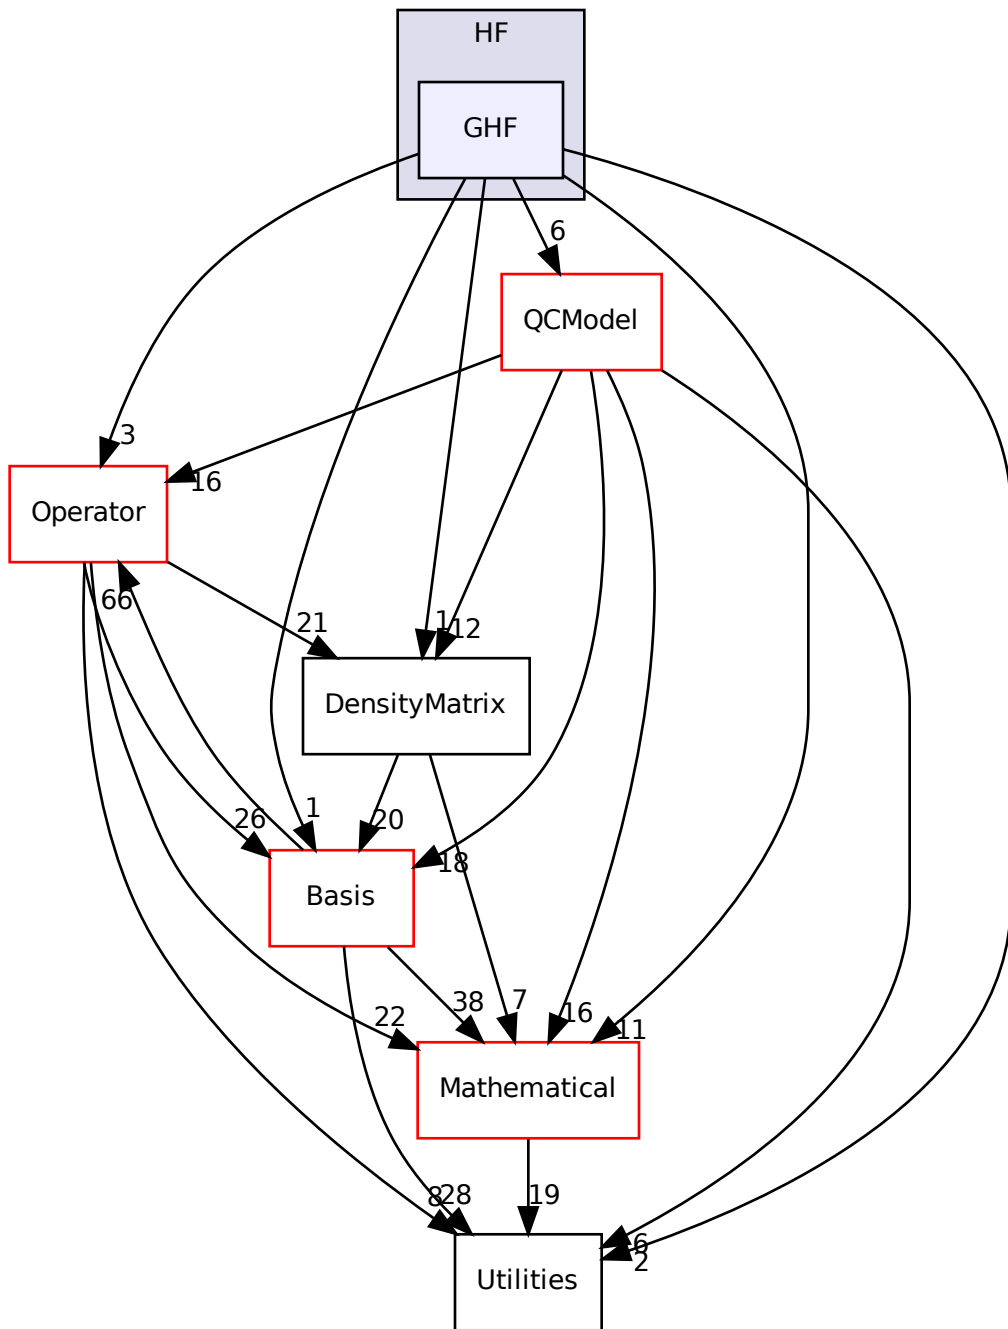 HF
GHF
6
QCModel
3
16
Operator
66
21
1
12
DensityMatrix
26
1
20
18
Basis
22
38
7
16
11
Mathematical
8
28
19
6
2
Utilities